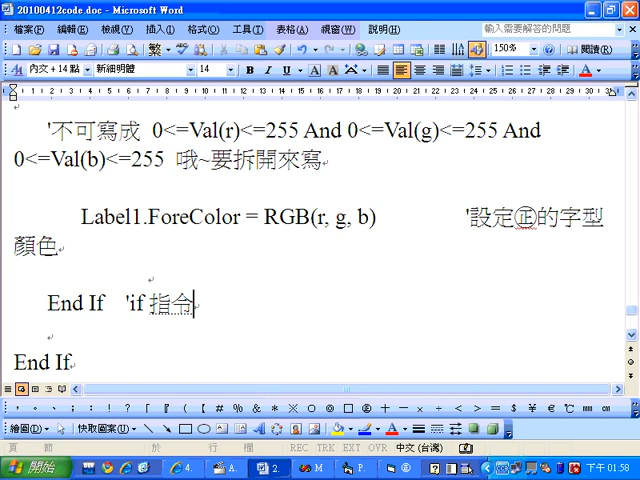 20100412code.doc - Microsoft Word
檔案(F) 編輯(E) 檢視(V) 插入(I) 格式(O) 工具(T) 表格(A) 視窗(W) 說明(H) 輸入需要解答的問題
繁 150% 閱讀(R)
內文 + 14 點 新細明體 14 B I U A A A A
'不可寫成 0<=Val(r)<=255 And 0<=Val(g)<=255 And
0<=Val(b)<=255 哦~要拆開來寫
Label1.ForeColor = RGB(r, g, b) '設定㊣的字型
顏色
End If 'if 指令
End If
繪圖(D) 快取圖案(U)
頁 節 於 行 欄 REC TRK EXT OVR 中文 (台灣)
開始 4. A. 2. M P. 下午 01:58